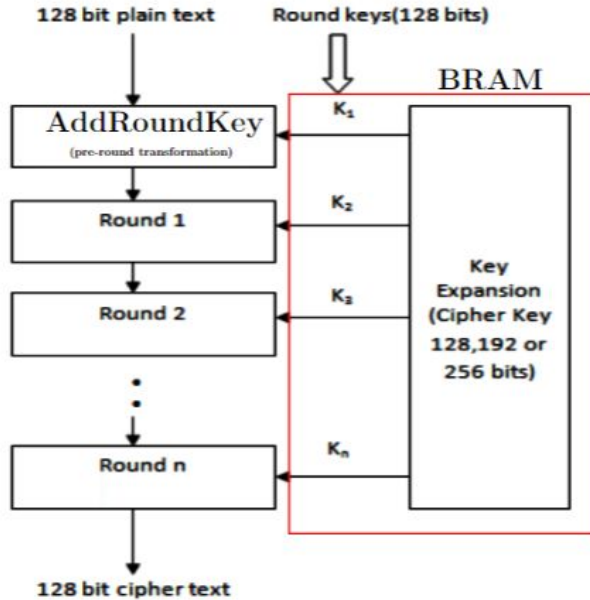 128 bit plain text
Round keys(128 bits)
BRAM
AddRoundKey
(pre-round transformation)
K₁
Round 1
K₂
Round 2
K₃
Key
Expansion
(Cipher Key
128,192 or
256 bits)
Round n
Kₙ
128 bit cipher text